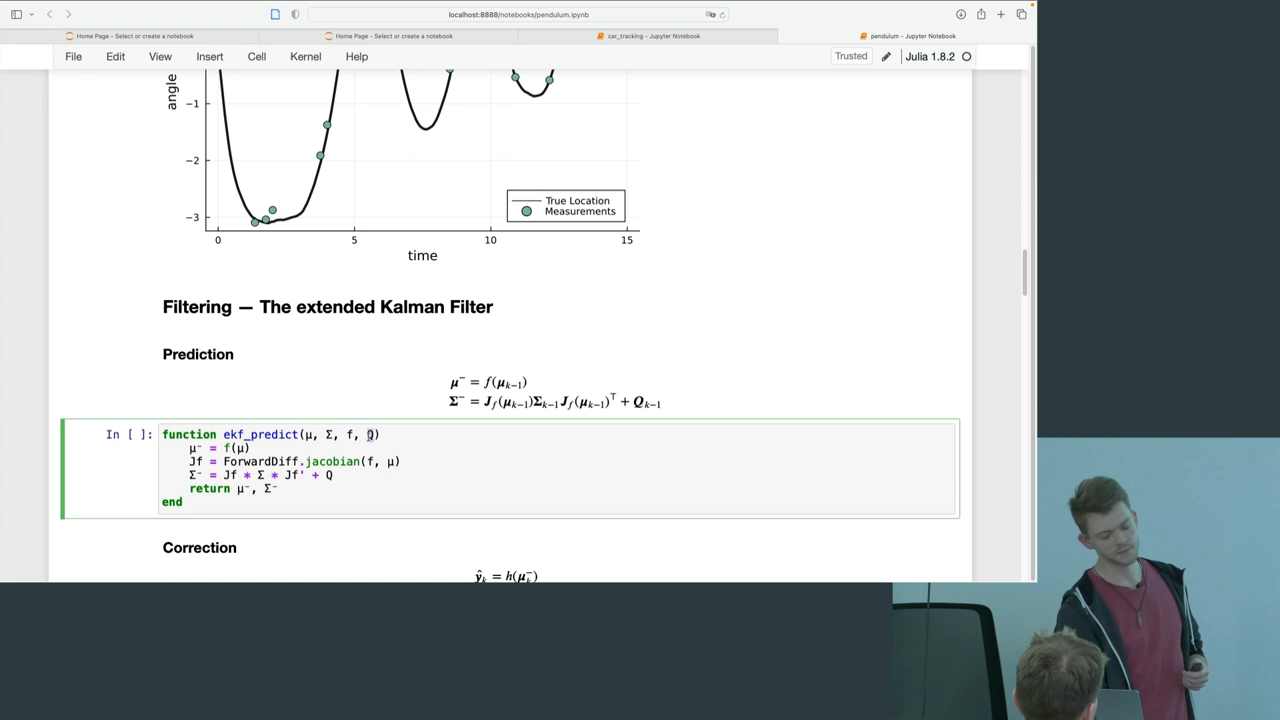 localhost:8888/notebooks/pendulum.ipynb
Home Page - Select or create a notebook
Home Page - Select or create a notebook
car_tracking - Jupyter Notebook
pendulum - Jupyter Notebook
File Edit View Insert Cell Kernel Help
Trusted
Julia 1.8.2
angle
−1
−2
−3
True Location
Measurements
0 5 10 15
time
Filtering — The extended Kalman Filter
Prediction
μ⁻ = f(μₖ₋₁)
Σ⁻ = J_f(μₖ₋₁)Σₖ₋₁J_f(μₖ₋₁)ᵀ + Qₖ₋₁
In [ ]:
function ekf_predict(μ, Σ, f, Q)
μ⁻ = f(μ)
Jf = ForwardDiff.jacobian(f, μ)
Σ⁻ = Jf * Σ * Jf' + Q
return μ⁻, Σ⁻
end
Correction
ŷₖ = h(μₖ⁻)